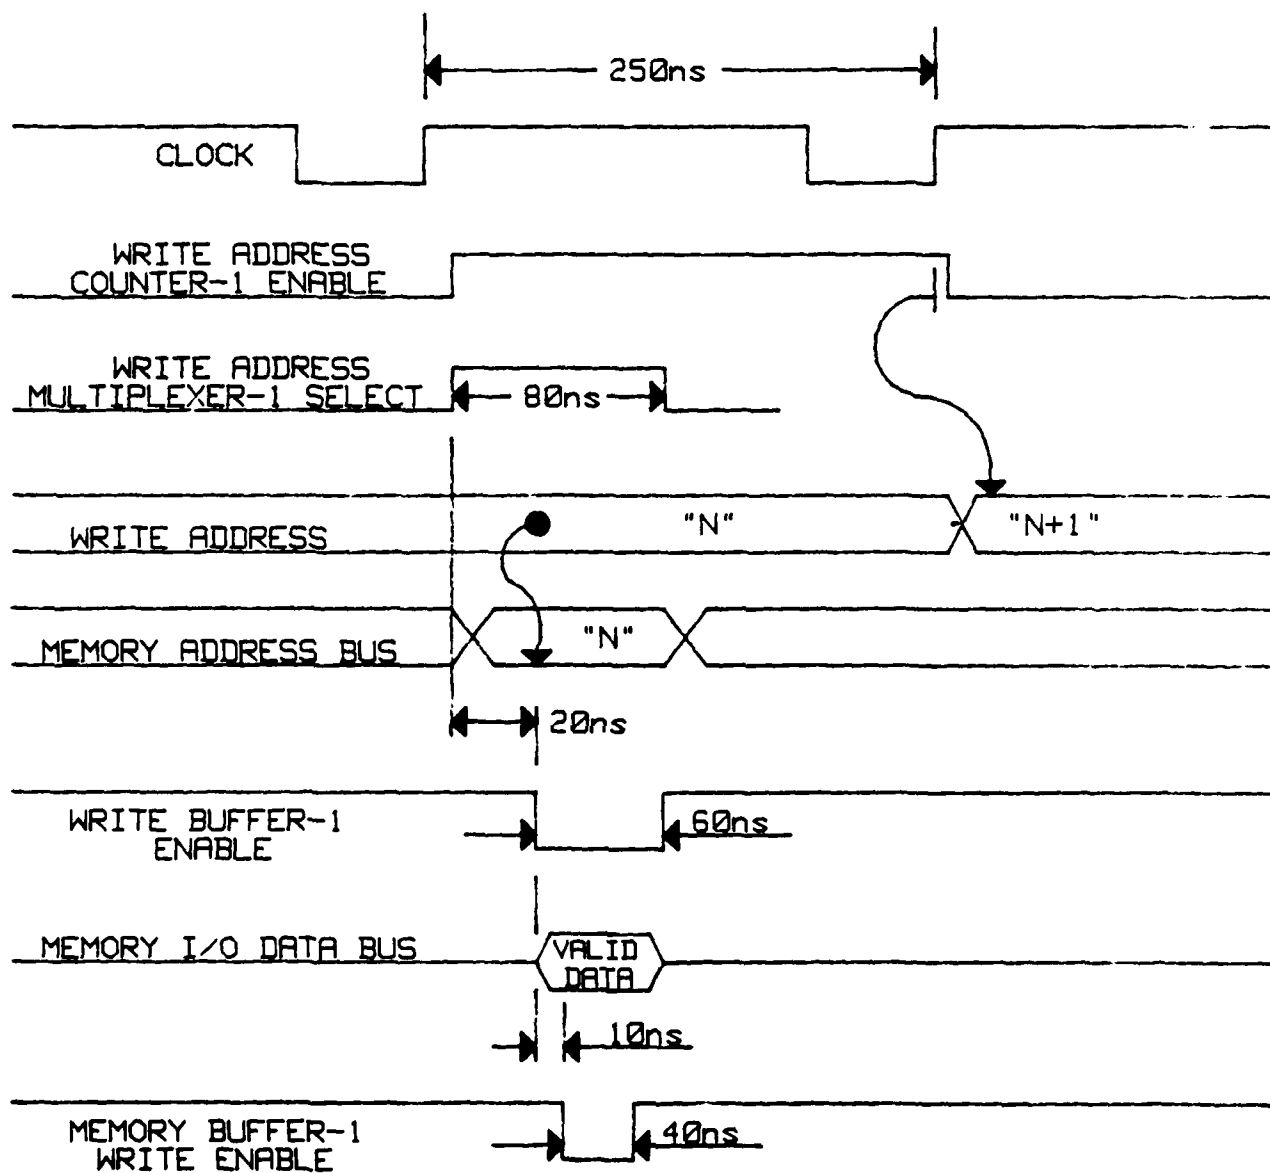 250ns
CLOCK
WRITE ADDRESS
COUNTER-1 ENABLE
WRITE ADDRESS
MULTIPLEXER-1 SELECT
80ns
"N"
"N+1"
WRITE ADDRESS
"N"
MEMORY ADDRESS BUS
20ns
WRITE BUFFER-1
ENABLE
60ns
MEMORY I/O DATA BUS
VALID
DATA
10ns
MEMORY BUFFER-1
WRITE ENABLE
40ns